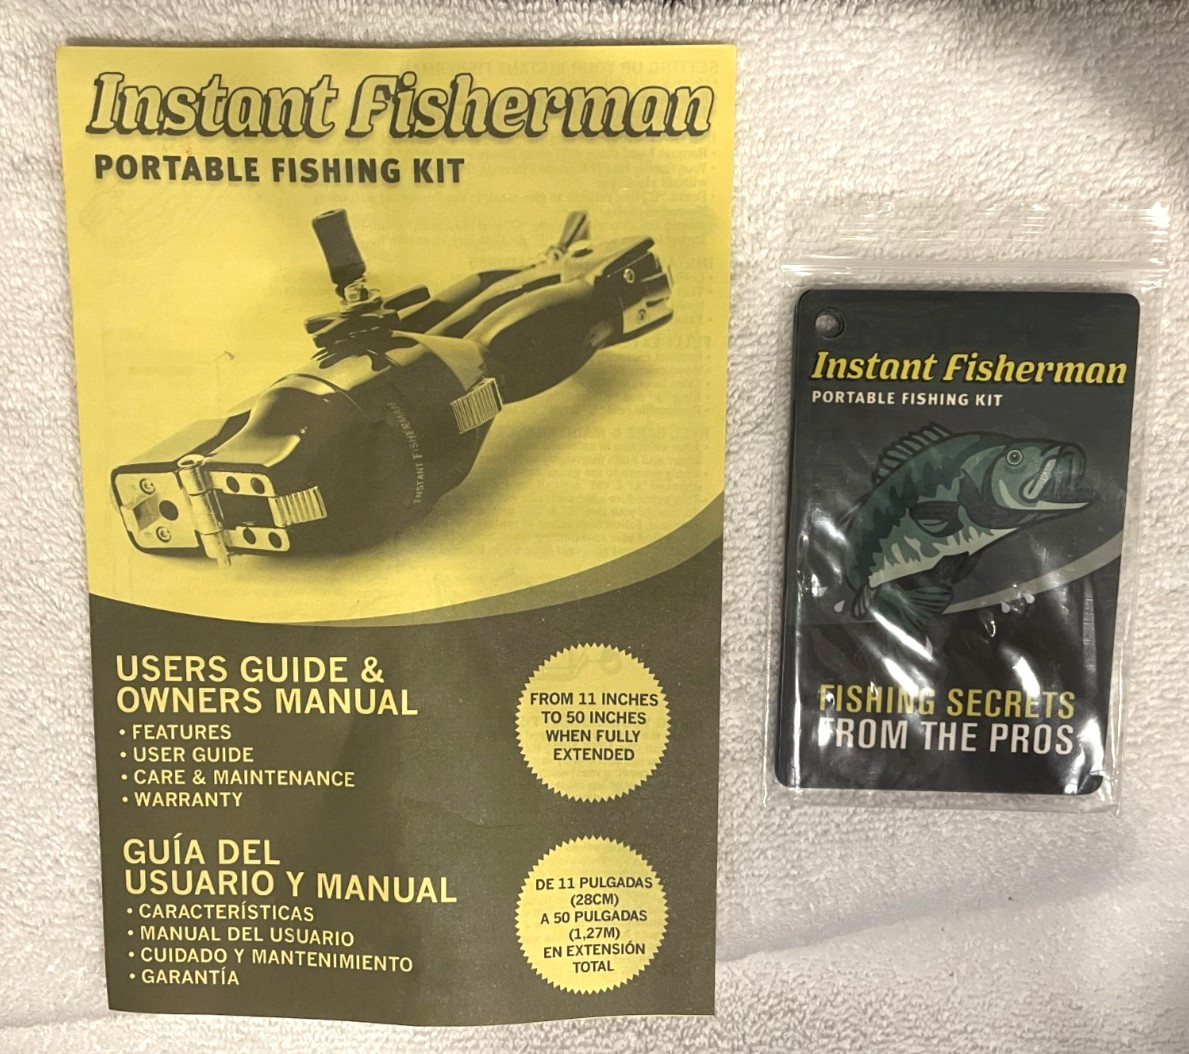 Instant Fisherman
PORTABLE FISHING KIT
INSTANT FISHERMAN
USERS GUIDE &
OWNERS MANUAL
• FEATURES
• USER GUIDE
• CARE & MAINTENANCE
• WARRANTY
FROM 11 INCHES
TO 50 INCHES
WHEN FULLY
EXTENDED
GUÍA DEL
USUARIO Y MANUAL
• CARACTERÍSTICAS
• MANUAL DEL USUARIO
• CUIDADO Y MANTENIMIENTO
• GARANTÍA
DE 11 PULGADAS
(28CM)
A 50 PULGADAS
(1,27M)
EN EXTENSIÓN
TOTAL
Instant Fisherman
PORTABLE FISHING KIT
FISHING SECRETS
FROM THE PROS